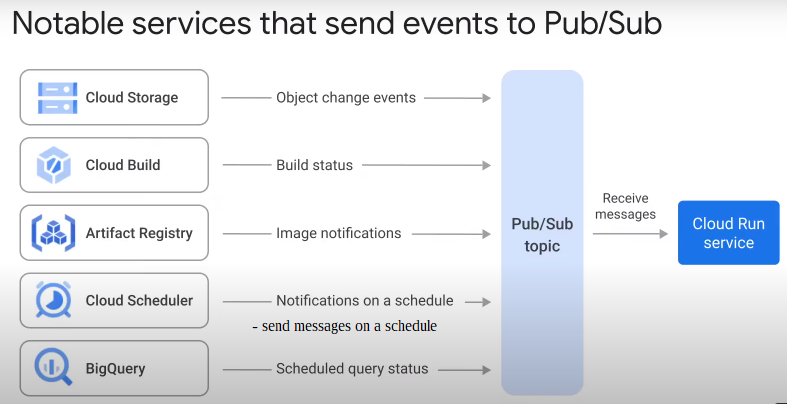 Notable services that send events to Pub/Sub
Cloud Storage
Object change events
Cloud Build
Build status
Artifact Registry
Image notifications
Cloud Scheduler
Notifications on a schedule
- send messages on a schedule
BigQuery
Scheduled query status
Pub/Sub
topic
Receive
messages
Cloud Run
service